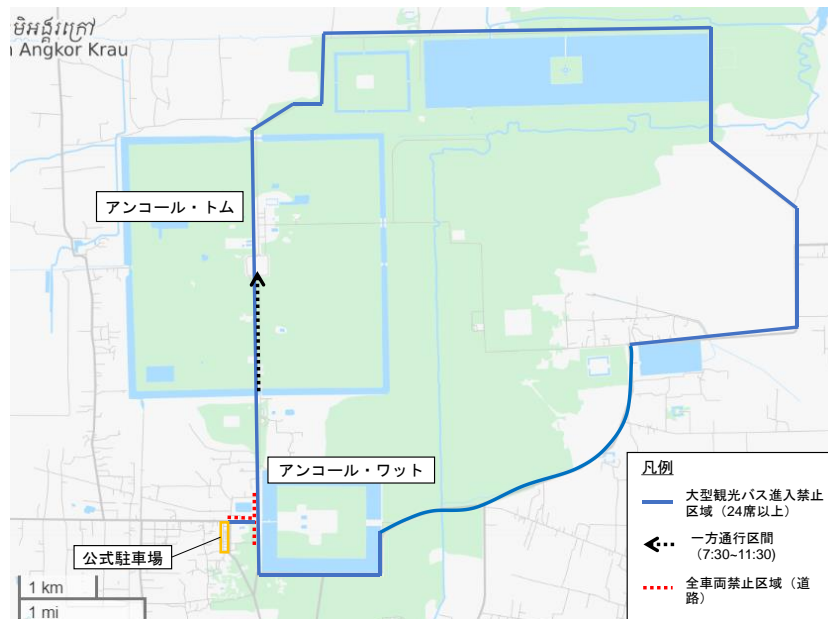 មិអង្គរក្រៅ
Angkor Krau
アンコール・トム
アンコール・ワット
公式駐車場
1 km
1 mi
凡例
大型観光バス進入禁止
区域（24席以上）
一方通行区間
（7:30~11:30)
全車両禁止区域（道
路）